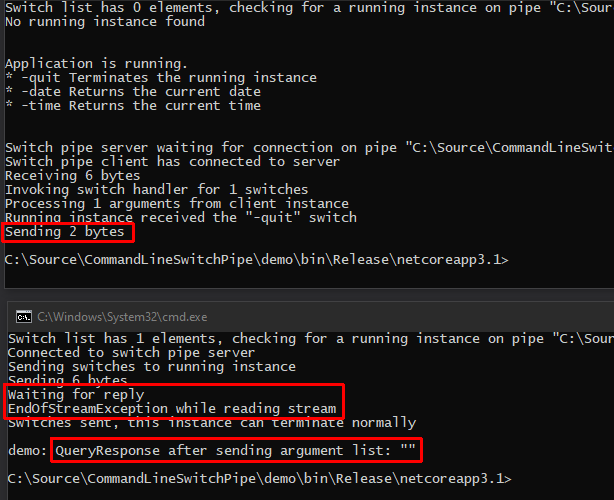 Switch list has 0 elements, checking for a running instance on pipe "C:\Sour
No running instance found
Application is running.
* -quit Terminates the running instance
* -date Returns the current date
* -time Returns the current time
Switch pipe server waiting for connection on pipe "C:\Source\CommandLineSwit
Switch pipe client has connected to server
Receiving 6 bytes
Invoking switch handler for 1 switches
Processing 1 arguments from client instance
Running instance received the "-quit" switch
Sending 2 bytes
C:\Source\CommandLineSwitchPipe\demo\bin\Release\netcoreapp3.1>
C:\Windows\System32\cmd.exe
Switch list has 1 elements, checking for a running instance on pipe "C:\Sour
Connected to switch pipe server
Sending switches to running instance
Sending 6 bytes
Waiting for reply
EndOfStreamException while reading stream
Switches sent, this instance can terminate normally
demo: QueryResponse after sending argument list: ""
C:\Source\CommandLineSwitchPipe\demo\bin\Release\netcoreapp3.1>